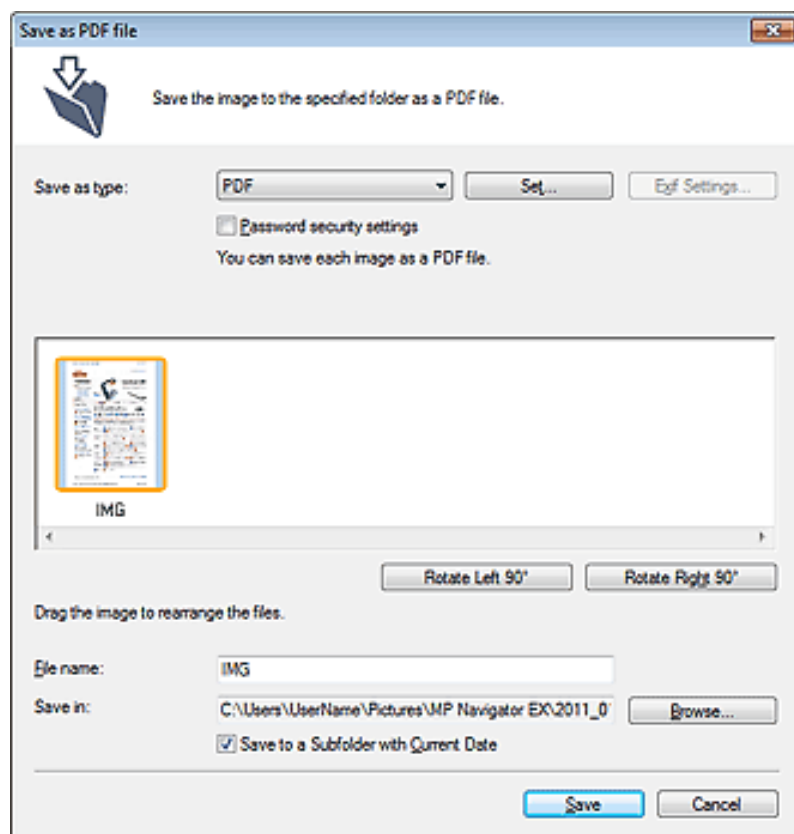 Save as PDF file
Save the image to the specified folder as a PDF file.
Save as type:
PDF
Set...
Exif Settings...
Password security settings
You can save each image as a PDF file.
IMG
Rotate Left 90°
Rotate Right 90°
Drag the image to rearrange the files.
File name:
IMG
Save in:
C:\Users\UserName\Pictures\MP Navigator EX\2011_0
Browse...
Save to a Subfolder with Current Date
Save
Cancel